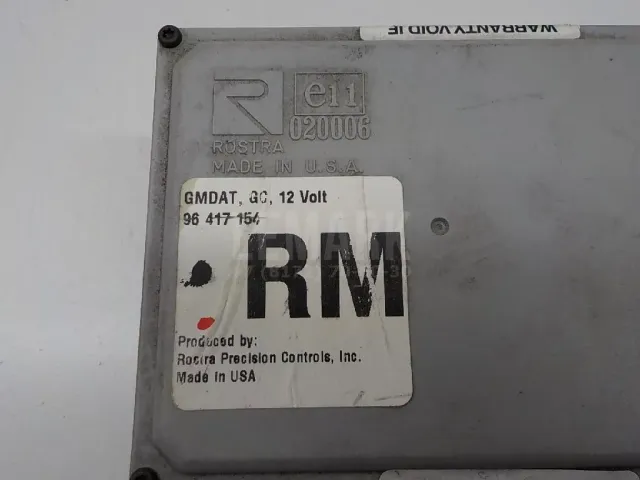 WARRANTY VOID IF
R
e11
020006
ROSTRA
MADE IN U.S.A.
GMDAT, GC, 12 Volt
96 417 154
RM
Produced by:
Rostra Precision Controls, Inc.
Made In USA